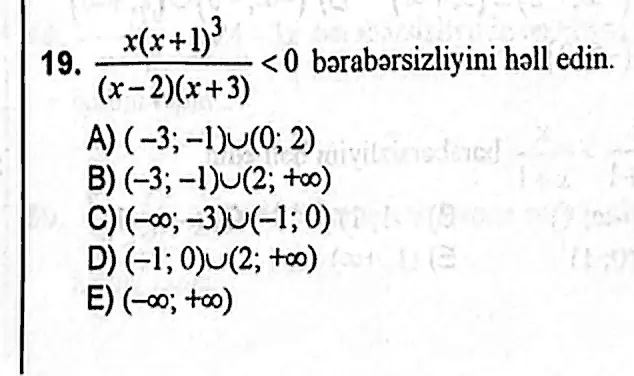 19. x(x+1)³ / (x−2)(x+3) < 0 bərabərsizliyini həll edin.
A) (−3; −1)∪(0; 2)
B) (−3; −1)∪(2; +∞)
C) (−∞; −3)∪(−1; 0)
D) (−1; 0)∪(2; +∞)
E) (−∞; +∞)